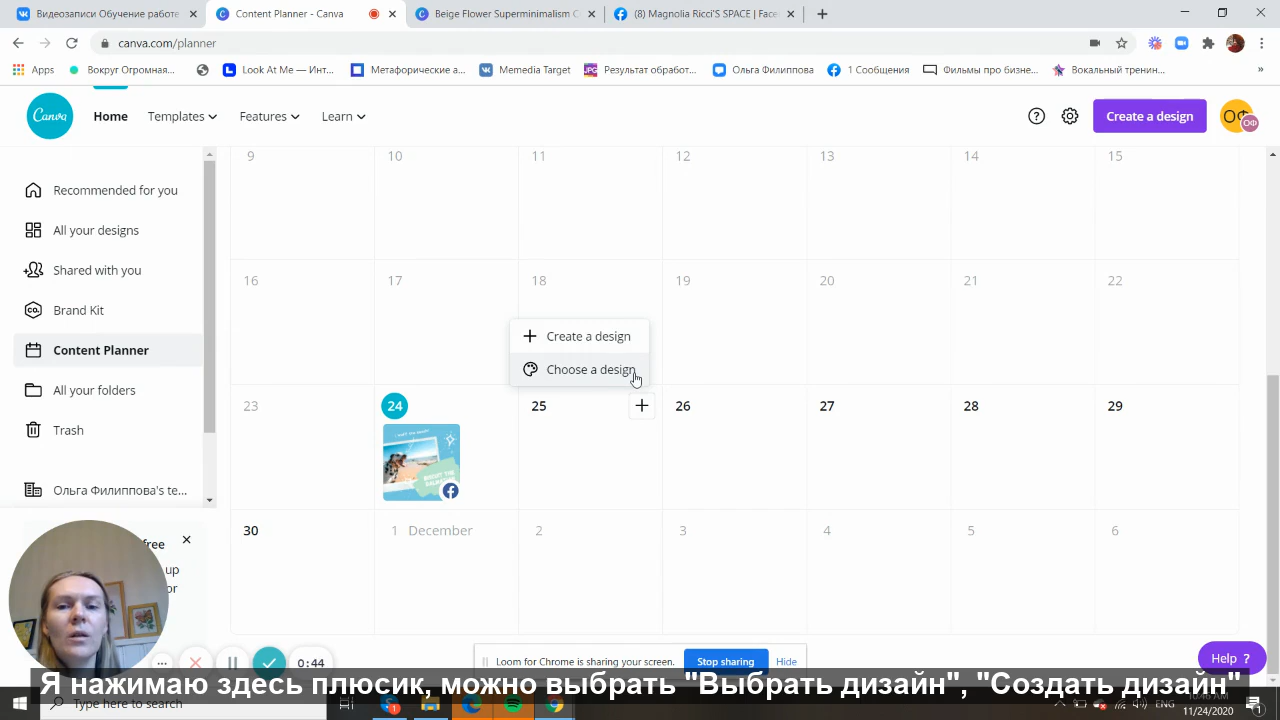 Видеозаписи Обучение работе
Content Planner - Canva
Beige Flower Superminimalism C
(8) Magnolia Ricci'S SPACE | Face
canva.com/planner
Apps
Вокруг Огромная...
Look At Me — Инт...
Метафорические а...
Memedia Target
Результат обработ...
Ольга Филиппова
1 Сообщения
Фильмы про бизне...
Вокальный тренин...
»
Canva
Home
Templates
Features
Learn
Create a design
ОФ
ОФ
Recommended for you
All your designs
Shared with you
Brand Kit
Content Planner
All your folders
Trash
Ольга Филиппова's te...
9 10 11 12 13 14 15
16 17 18 19 20 21 22
Create a design
Choose a design
23 24 25 26 27 28 29
30 1 December 2 3 4 5 6
free
up
or
0:44
Loom for Chrome is sharing your screen.
Stop sharing
Hide
Help ?
Я нажимаю здесь плюсик, можно выбрать "Выбрать дизайн", "Создать дизайн"
Type here to search
ENG
10:46 AM
11/24/2020